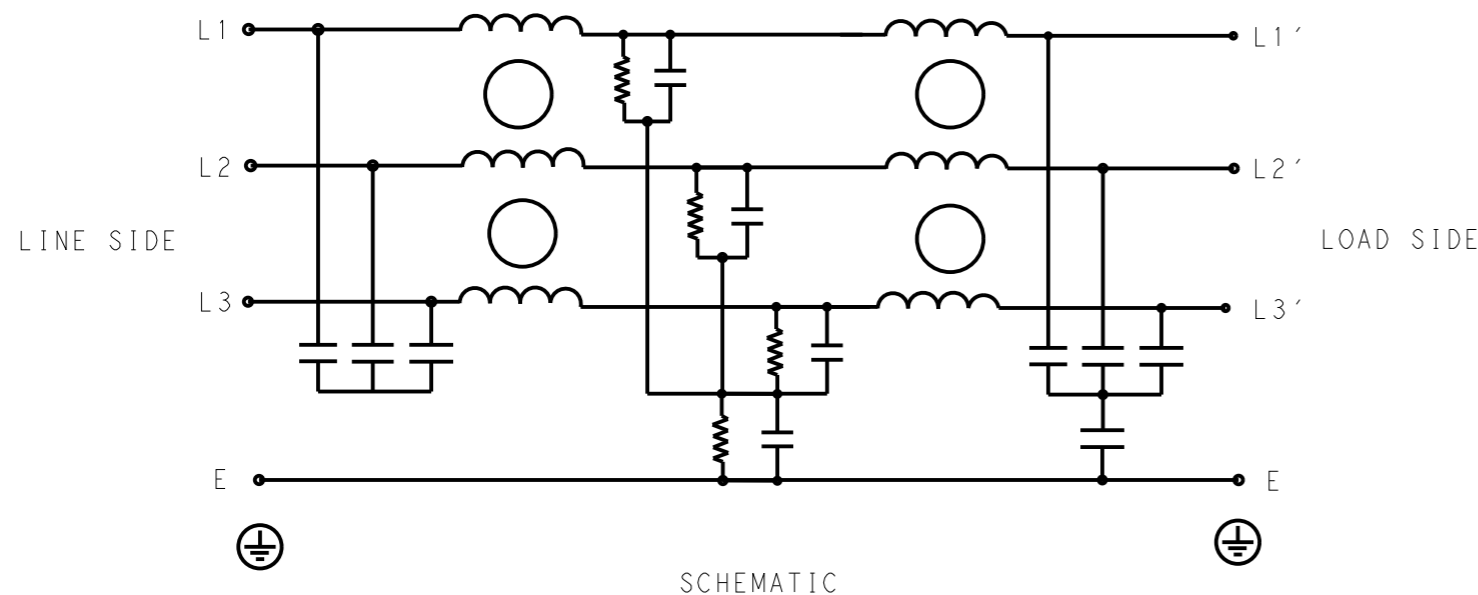 L1
L1´
L2
L2´
LINE SIDE
LOAD SIDE
L3
L3´
E
E
SCHEMATIC